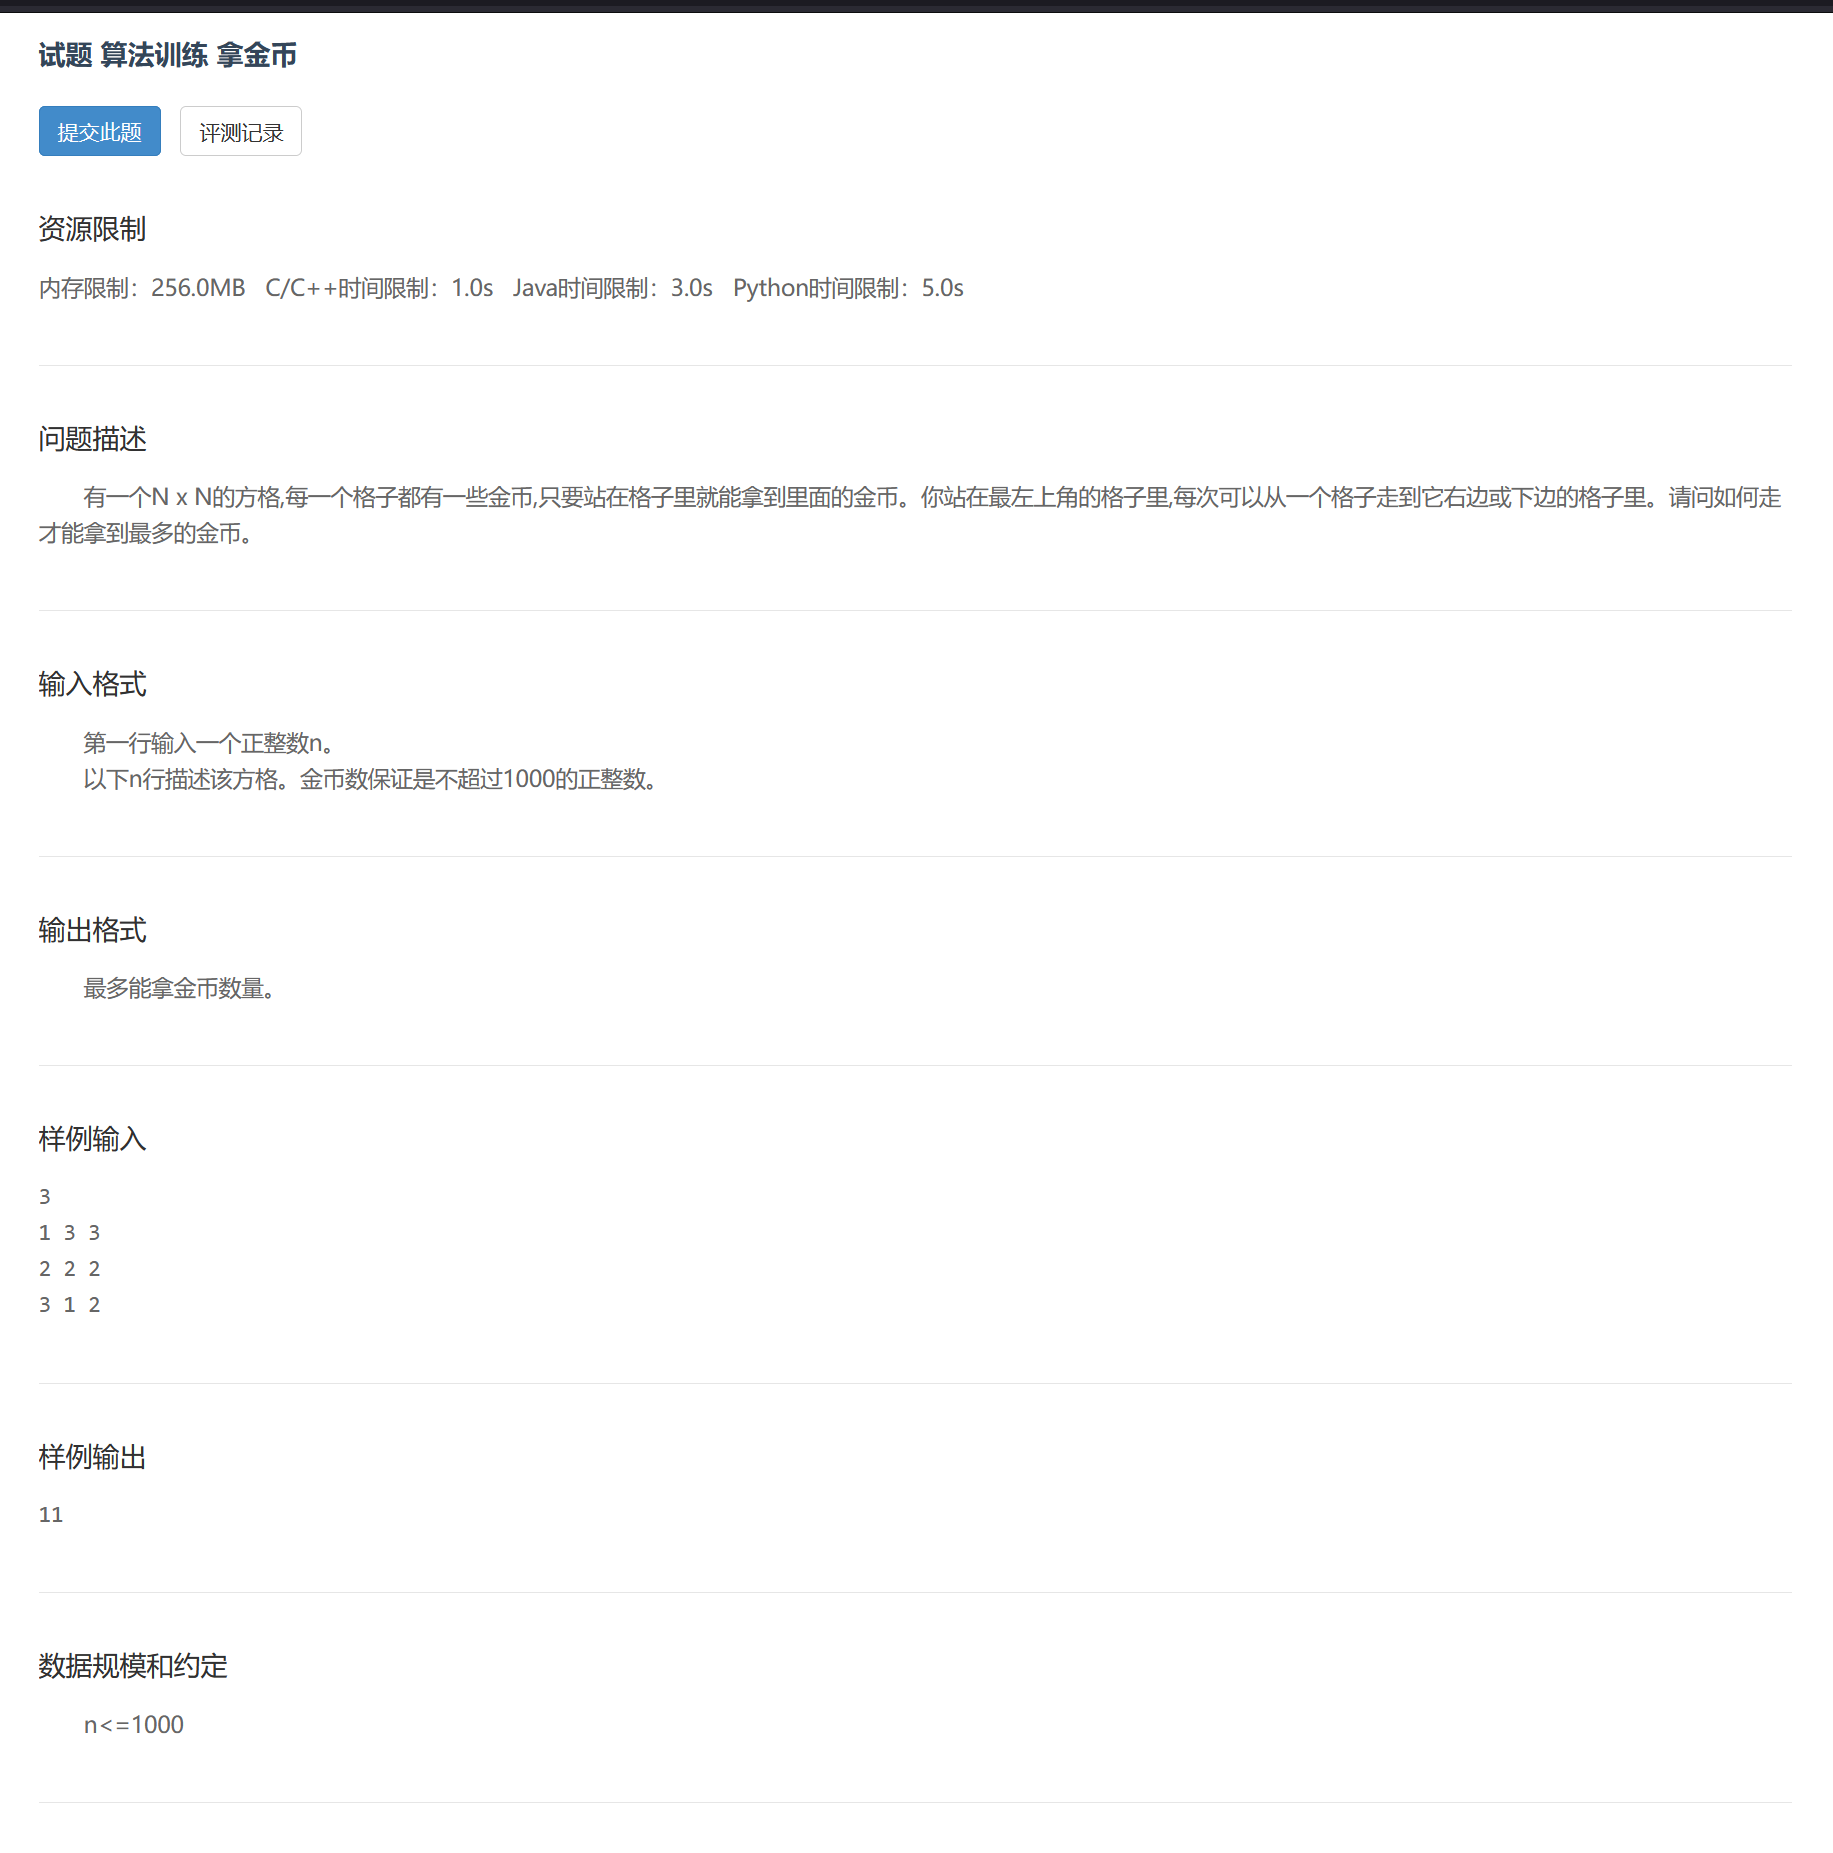 试题 算法训练 拿金币
提交此题 评测记录
资源限制
内存限制：256.0MB C/C++时间限制：1.0s Java时间限制：3.0s Python时间限制：5.0s
问题描述
有一个N x N的方格,每一个格子都有一些金币,只要站在格子里就能拿到里面的金币。你站在最左上角的格子里,每次可以从一个格子走到它右边或下边的格子里。请问如何走
才能拿到最多的金币。
输入格式
第一行输入一个正整数n。
以下n行描述该方格。金币数保证是不超过1000的正整数。
输出格式
最多能拿金币数量。
样例输入
3
1 3 3
2 2 2
3 1 2
样例输出
11
数据规模和约定
n<=1000